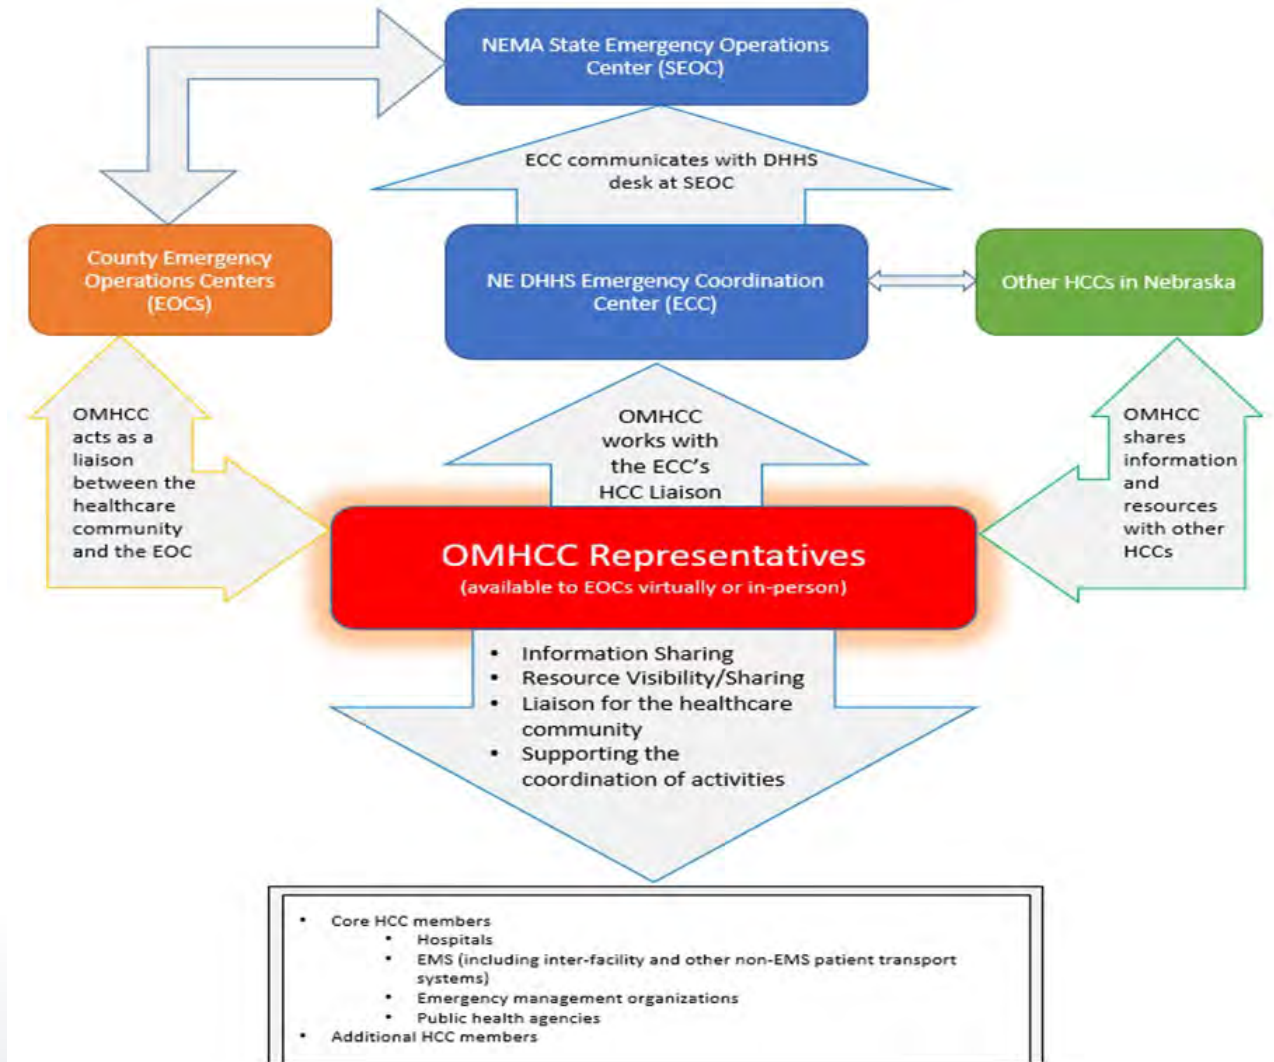 NEMA State Emergency Operations
Center (SEOC)
ECC communicates with DHHS
desk at SEOC
County Emergency
Operations Centers
(EOCs)
NE DHHS Emergency Coordination
Center (ECC)
Other HCCs in Nebraska
OMHCC
acts as a
liaison
between the
healthcare
community
and the EOC
OMHCC
works with
the ECC's
HCC Liaison
OMHCC
shares
information
and
resources
with other
HCCs
OMHCC Representatives
(available to EOCs virtually or in-person)
• Information Sharing
• Resource Visibility/Sharing
• Liaison for the healthcare
community
• Supporting the
coordination of activities
• Core HCC members
• Hospitals
• EMS (including inter-facility and other non-EMS patient transport
systems)
• Emergency management organizations
• Public health agencies
• Additional HCC members